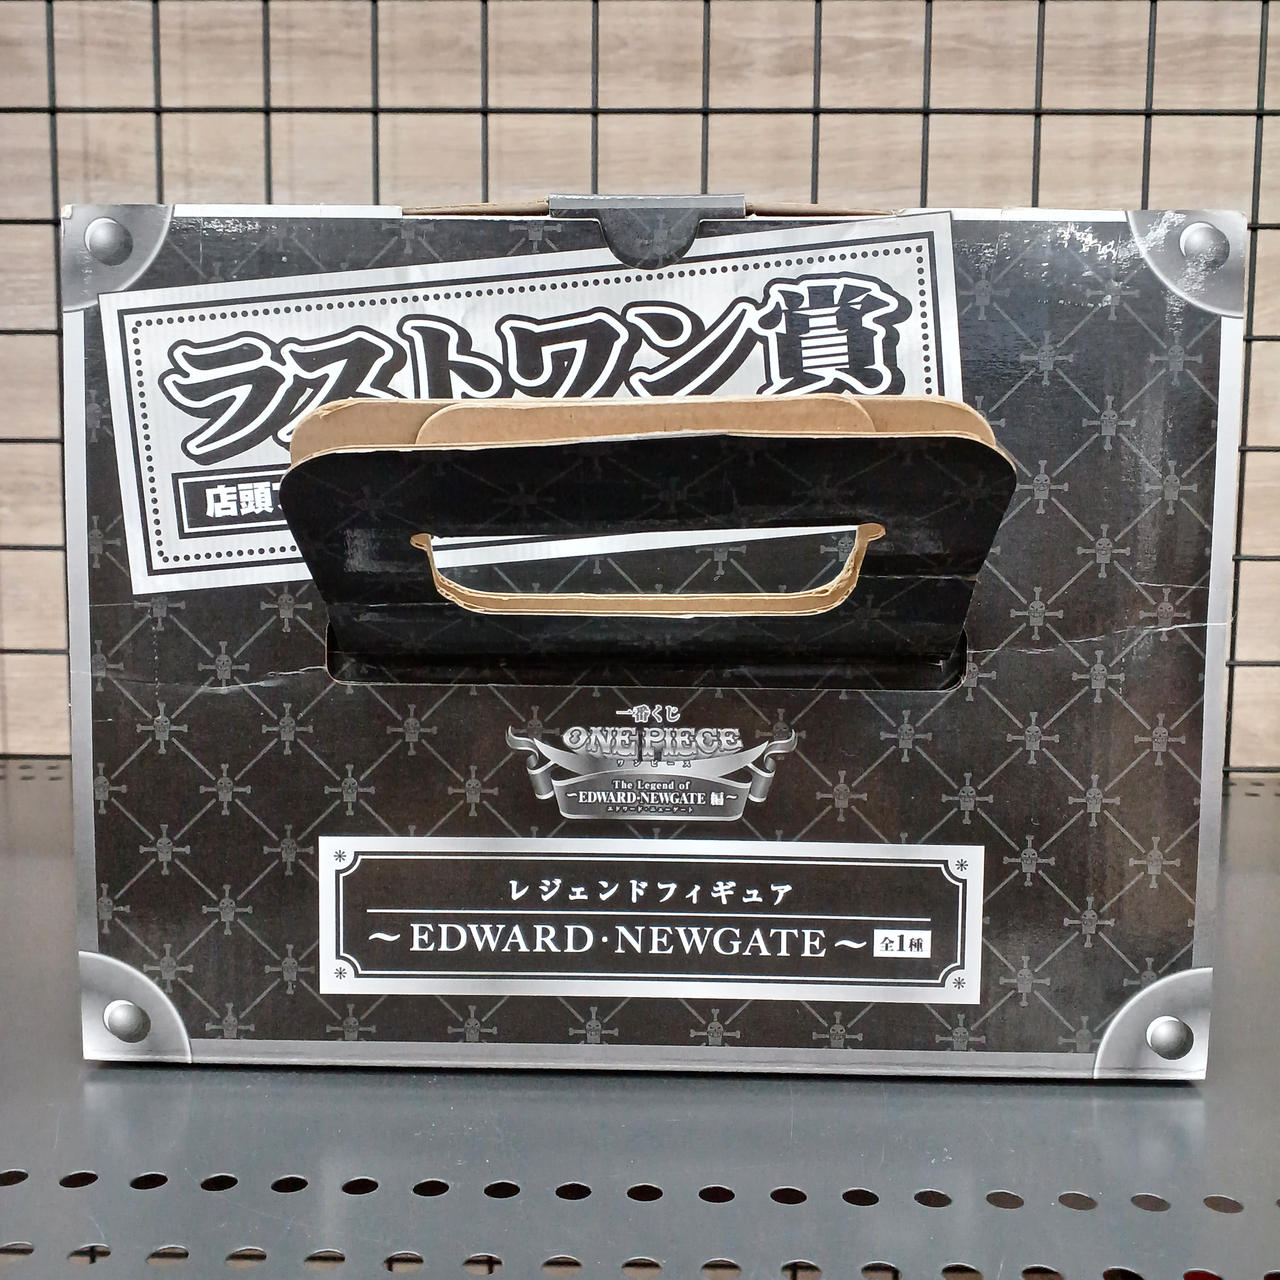 ラストワン賞
店頭
一番くじ
ONE PIECE
ワンピース
The Legend of
~EDWARD·NEWGATE 編~
エドワード・ニューゲート
レジェンドフィギュア
~EDWARD·NEWGATE~ 全1種